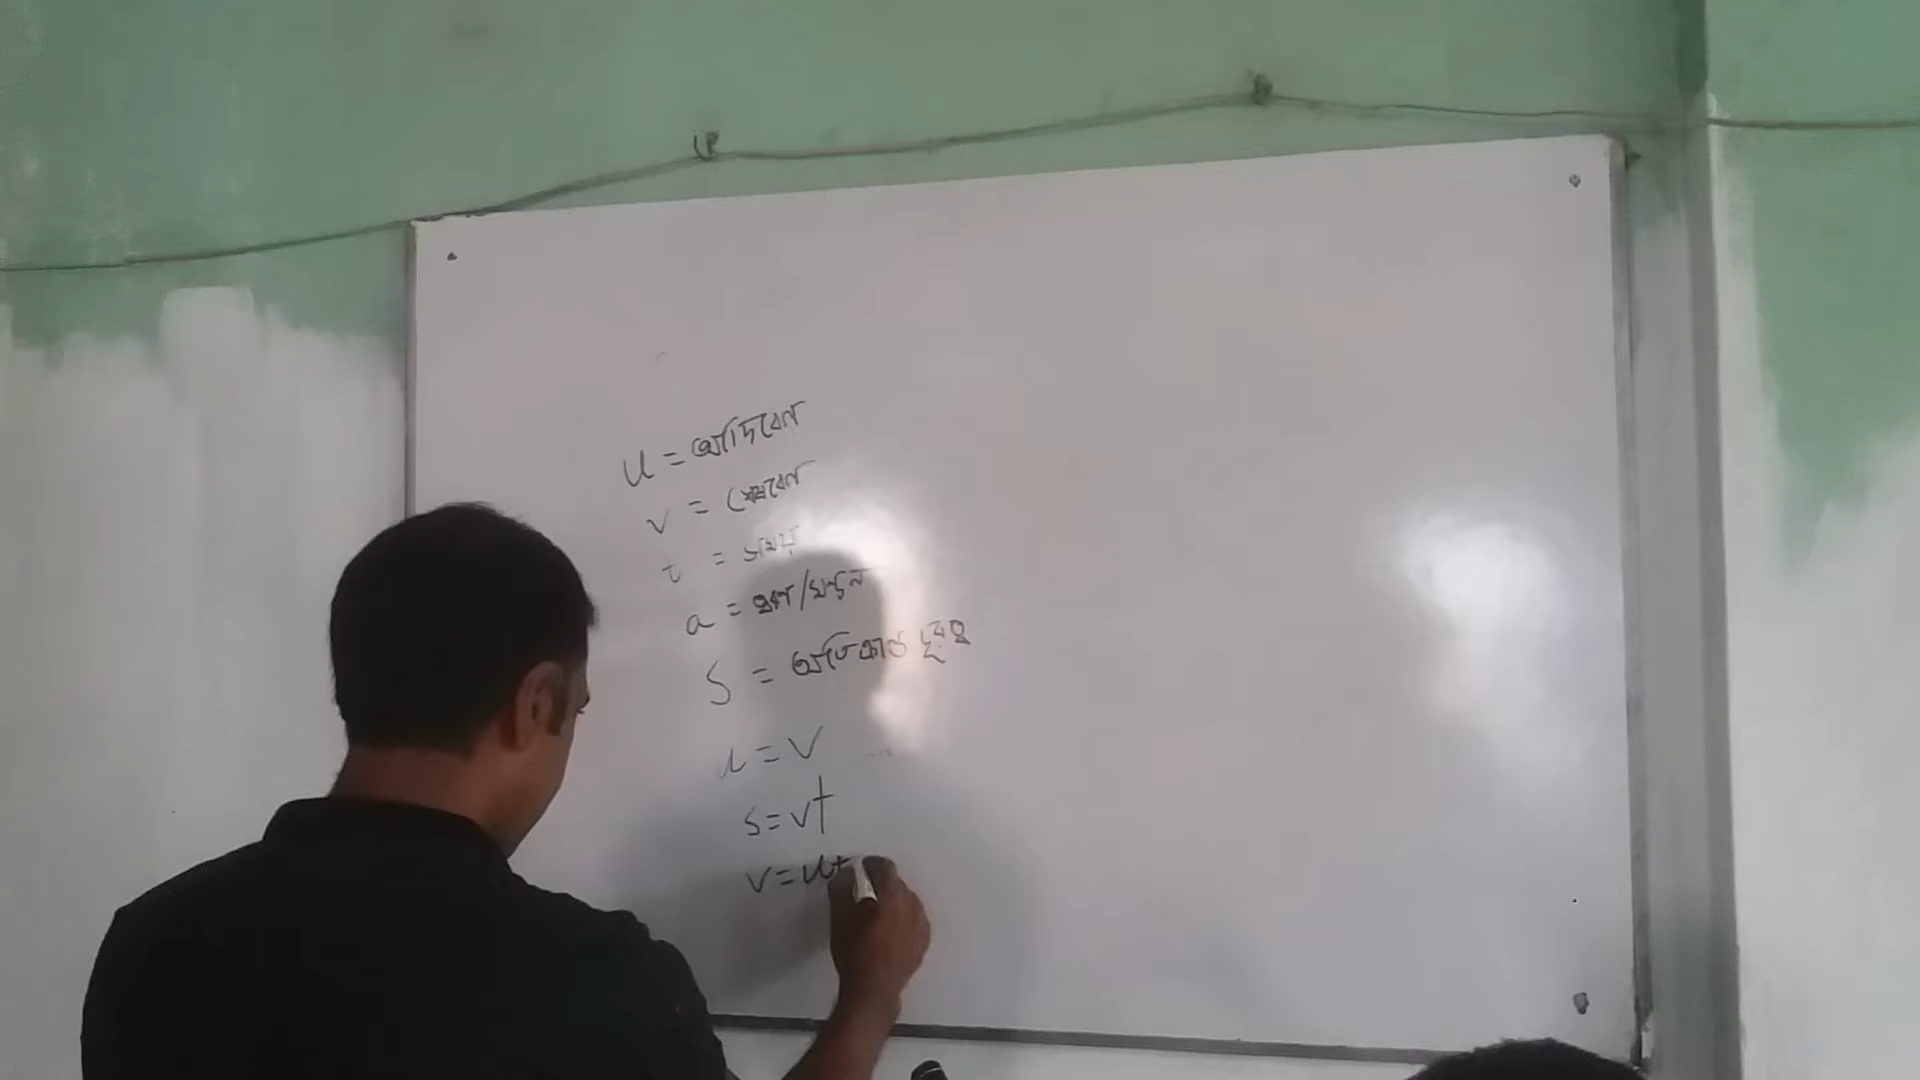 u = আদিবেগ
v = শেষবেগ
t = সময়
a = ত্বরণ/মন্দন
S = অতিক্রান্ত দূরত্ব
u = v
s = vt
v = u+